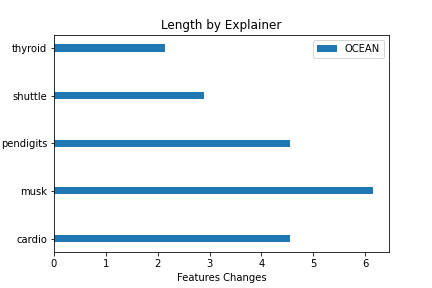 Length by Explainer
OCEAN
thyroid
shuttle
pendigits
musk
cardio
0 1 2 3 4 5 6
Features Changes